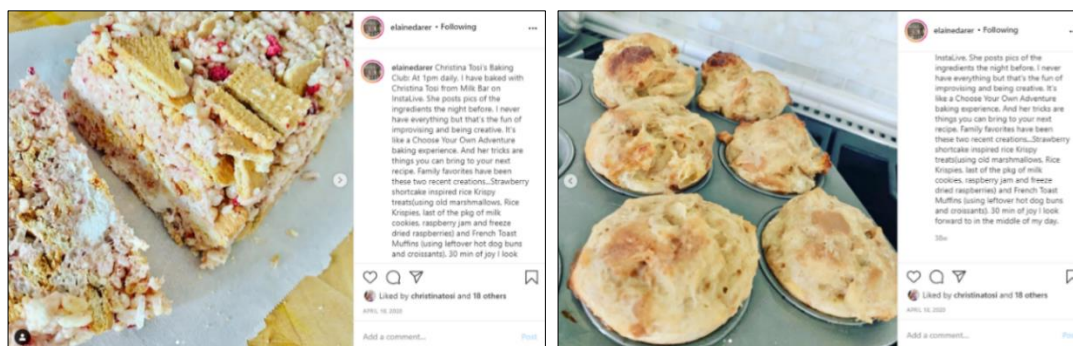 elainedarer • Following
elainedarer Christina Tosi's Baking
Club: At 1pm daily, I have baked with
Christina Tosi from Milk Bar on
InstaLive. She posts pics of the
ingredients the night before. I never
have everything but that's the fun of
improvising and being creative. It's
like a Choose Your Own Adventure
baking experience. And her tricks are
things you can bring to your next
recipe. Family favorites have been
these two recent creations...Strawberry
shortcake inspired rice Krispy
treats(using old marshmallows, Rice
Krispies, last of the pkg of milk
cookies, raspberry jam and freeze
dried raspberries) and French Toast
Muffins (using leftover hot dog buns
and croissants). 30 min of joy I look
Liked by christinatosi and 18 others
APRIL 10, 2020
Add a comment...
Post
elainedarer • Following
InstaLive. She posts pics of the
ingredients the night before. I never
have everything but that's the fun of
improvising and being creative. It's
like a Choose Your Own Adventure
baking experience. And her tricks are
things you can bring to your next
recipe. Family favorites have been
these two recent creations...Strawberry
shortcake inspired rice Krispy
treats(using old marshmallows, Rice
Krispies, last of the pkg of milk
cookies, raspberry jam and freeze
dried raspberries) and French Toast
Muffins (using leftover hot dog buns
and croissants). 30 min of joy I look
forward to in the middle of my day.
Liked by christinatosi and 18 others
Add a comment...
Post